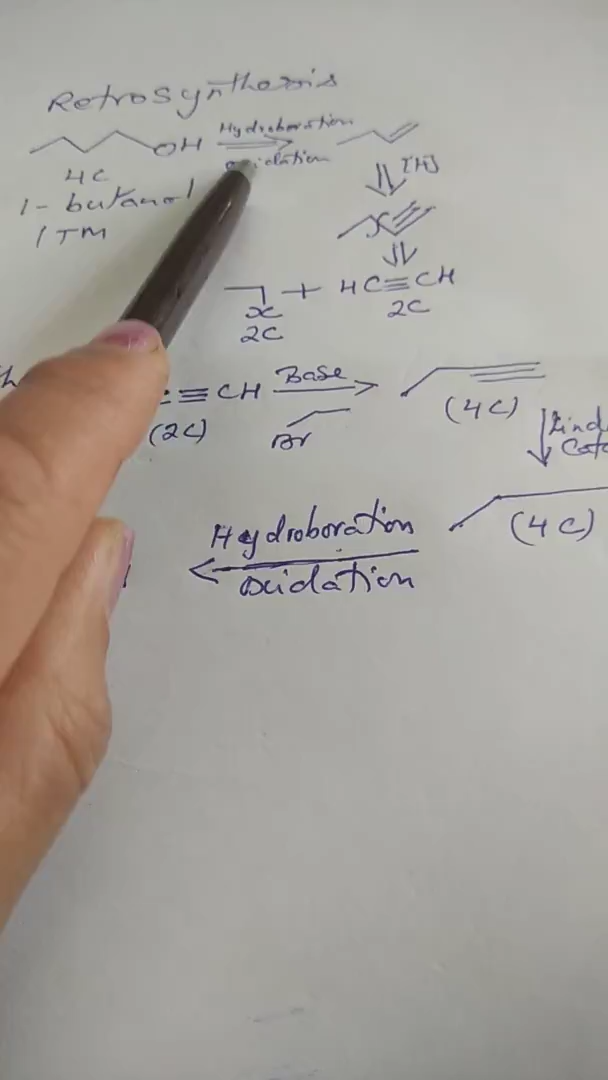 Retrosynthesis
OH Hydroboration
oxidation
4C
[H]
1-butanol
1 TM
+ HC≡CH
X
2C 2C
≡CH Base
(2C) Br (4C)
Hydroboration (4C)
oxidation